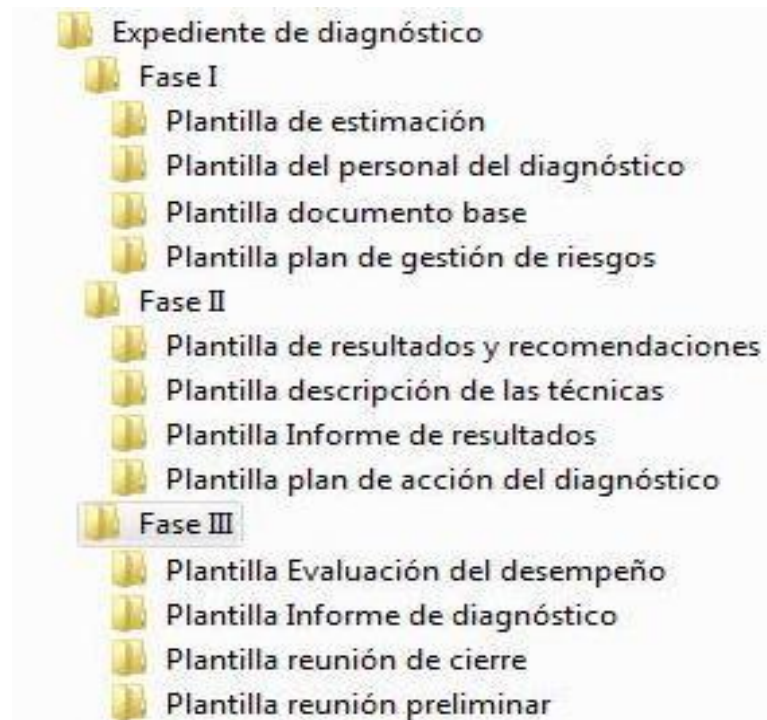 Expediente de diagnóstico
Fase I
Plantilla de estimación
Plantilla del personal del diagnóstico
Plantilla documento base
Plantilla plan de gestión de riesgos
Fase II
Plantilla de resultados y recomendaciones
Plantilla descripción de las técnicas
Plantilla Informe de resultados
Plantilla plan de acción del diagnóstico
Fase III
Plantilla Evaluación del desempeño
Plantilla Informe de diagnóstico
Plantilla reunión de cierre
Plantilla reunión preliminar